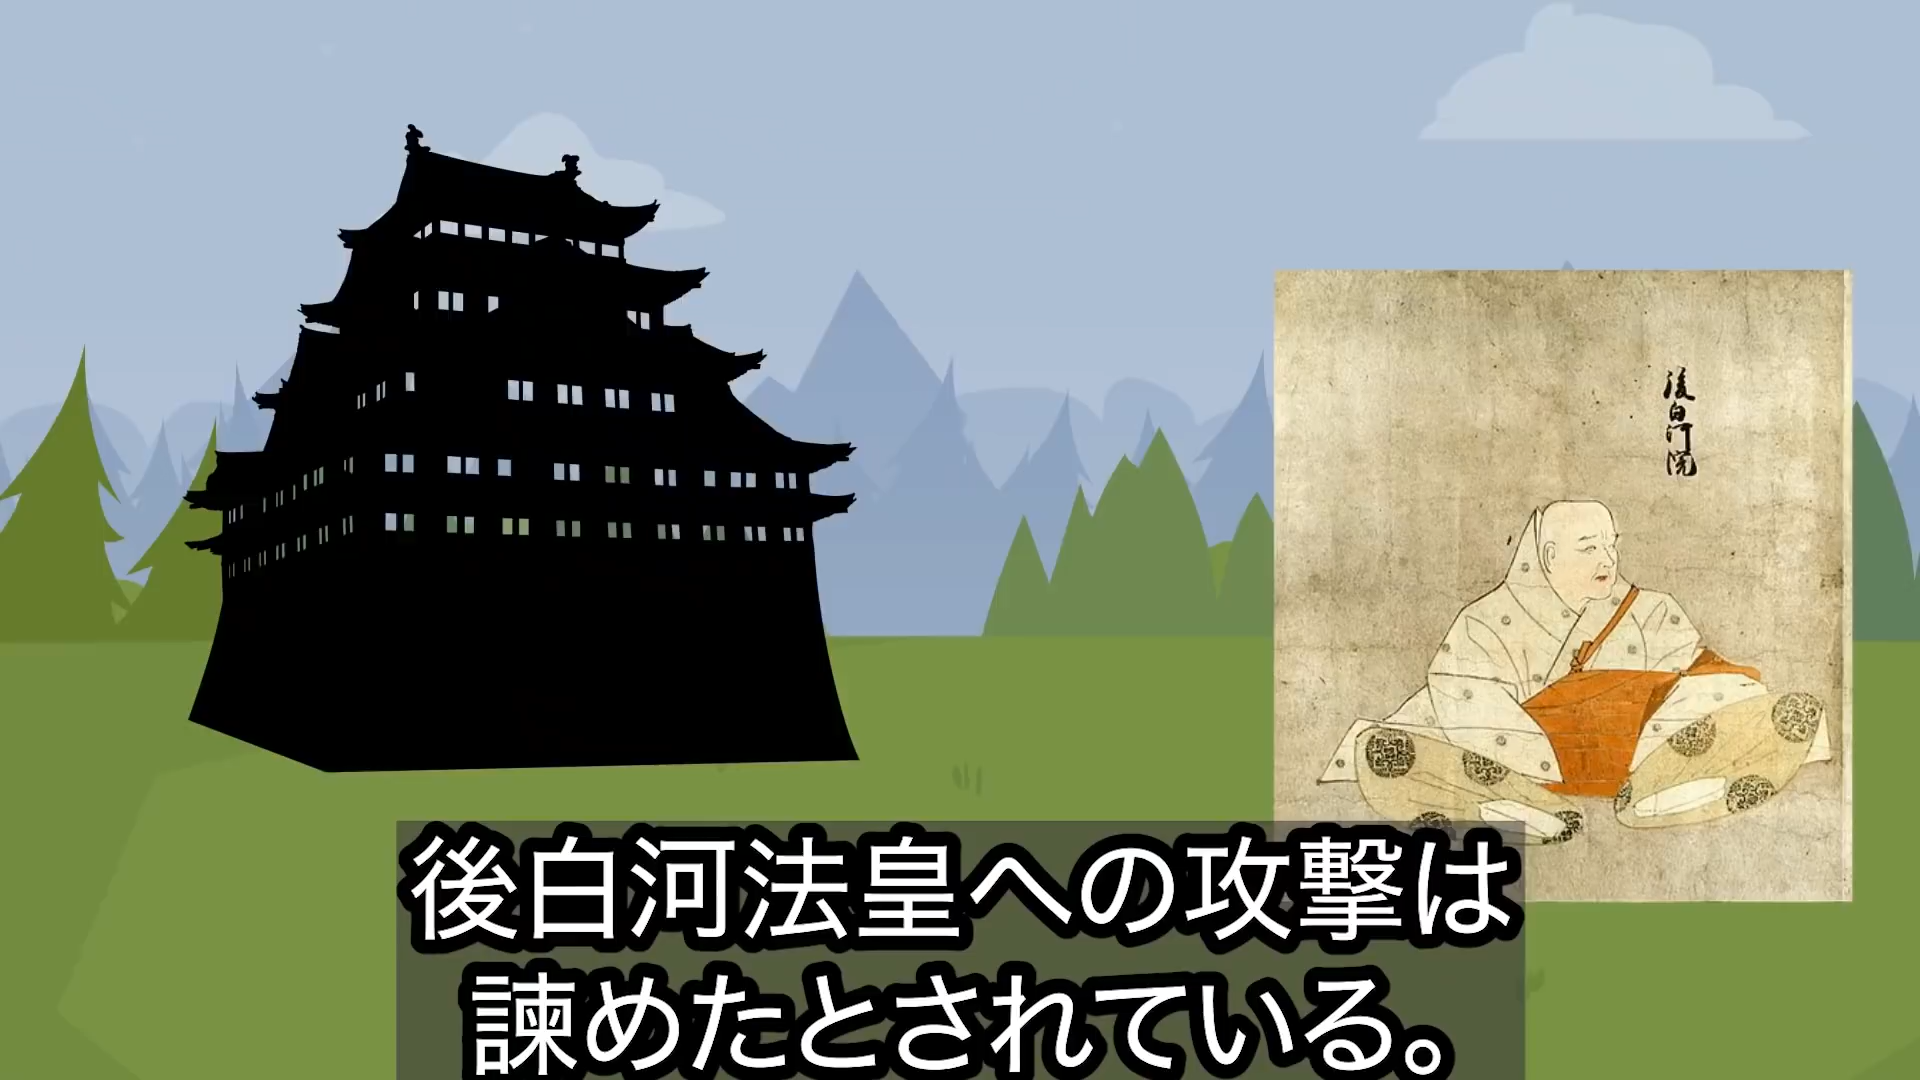 後白河院
後白河法皇への攻撃は
諫めたとされている。